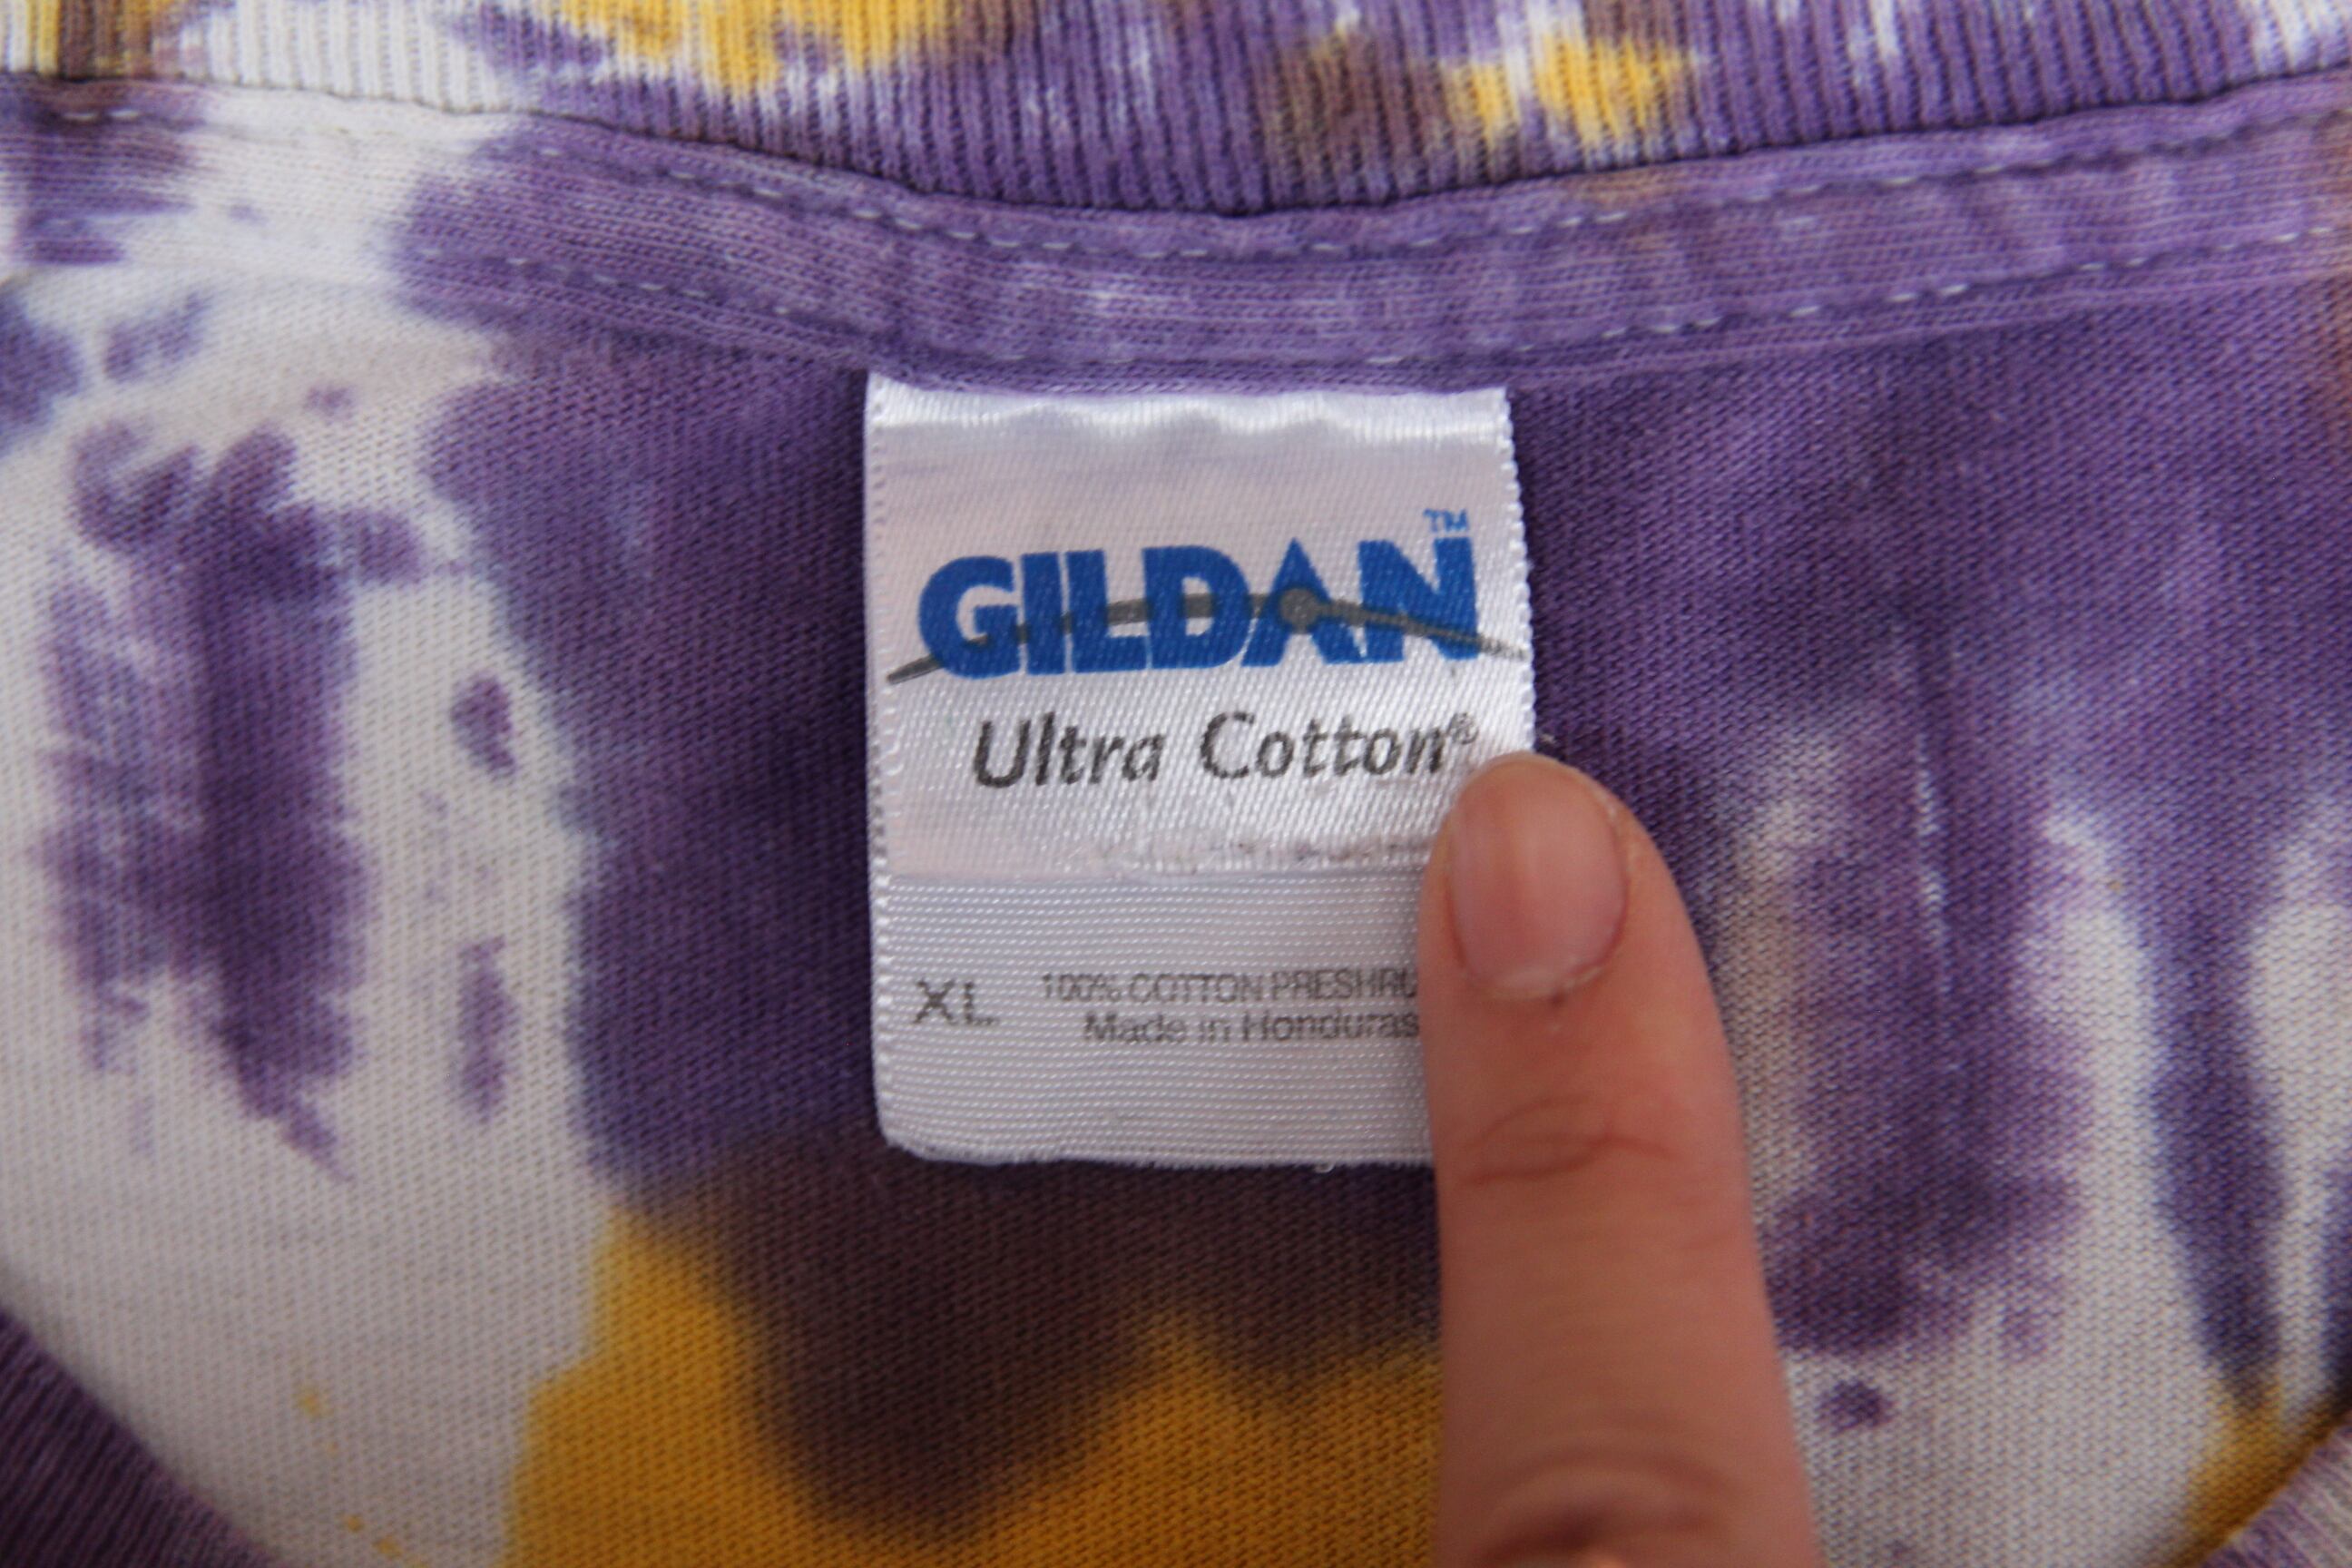 GILDAN™
Ultra Cotton®
XL 100% COTTON PRESHRU
Made in Honduras